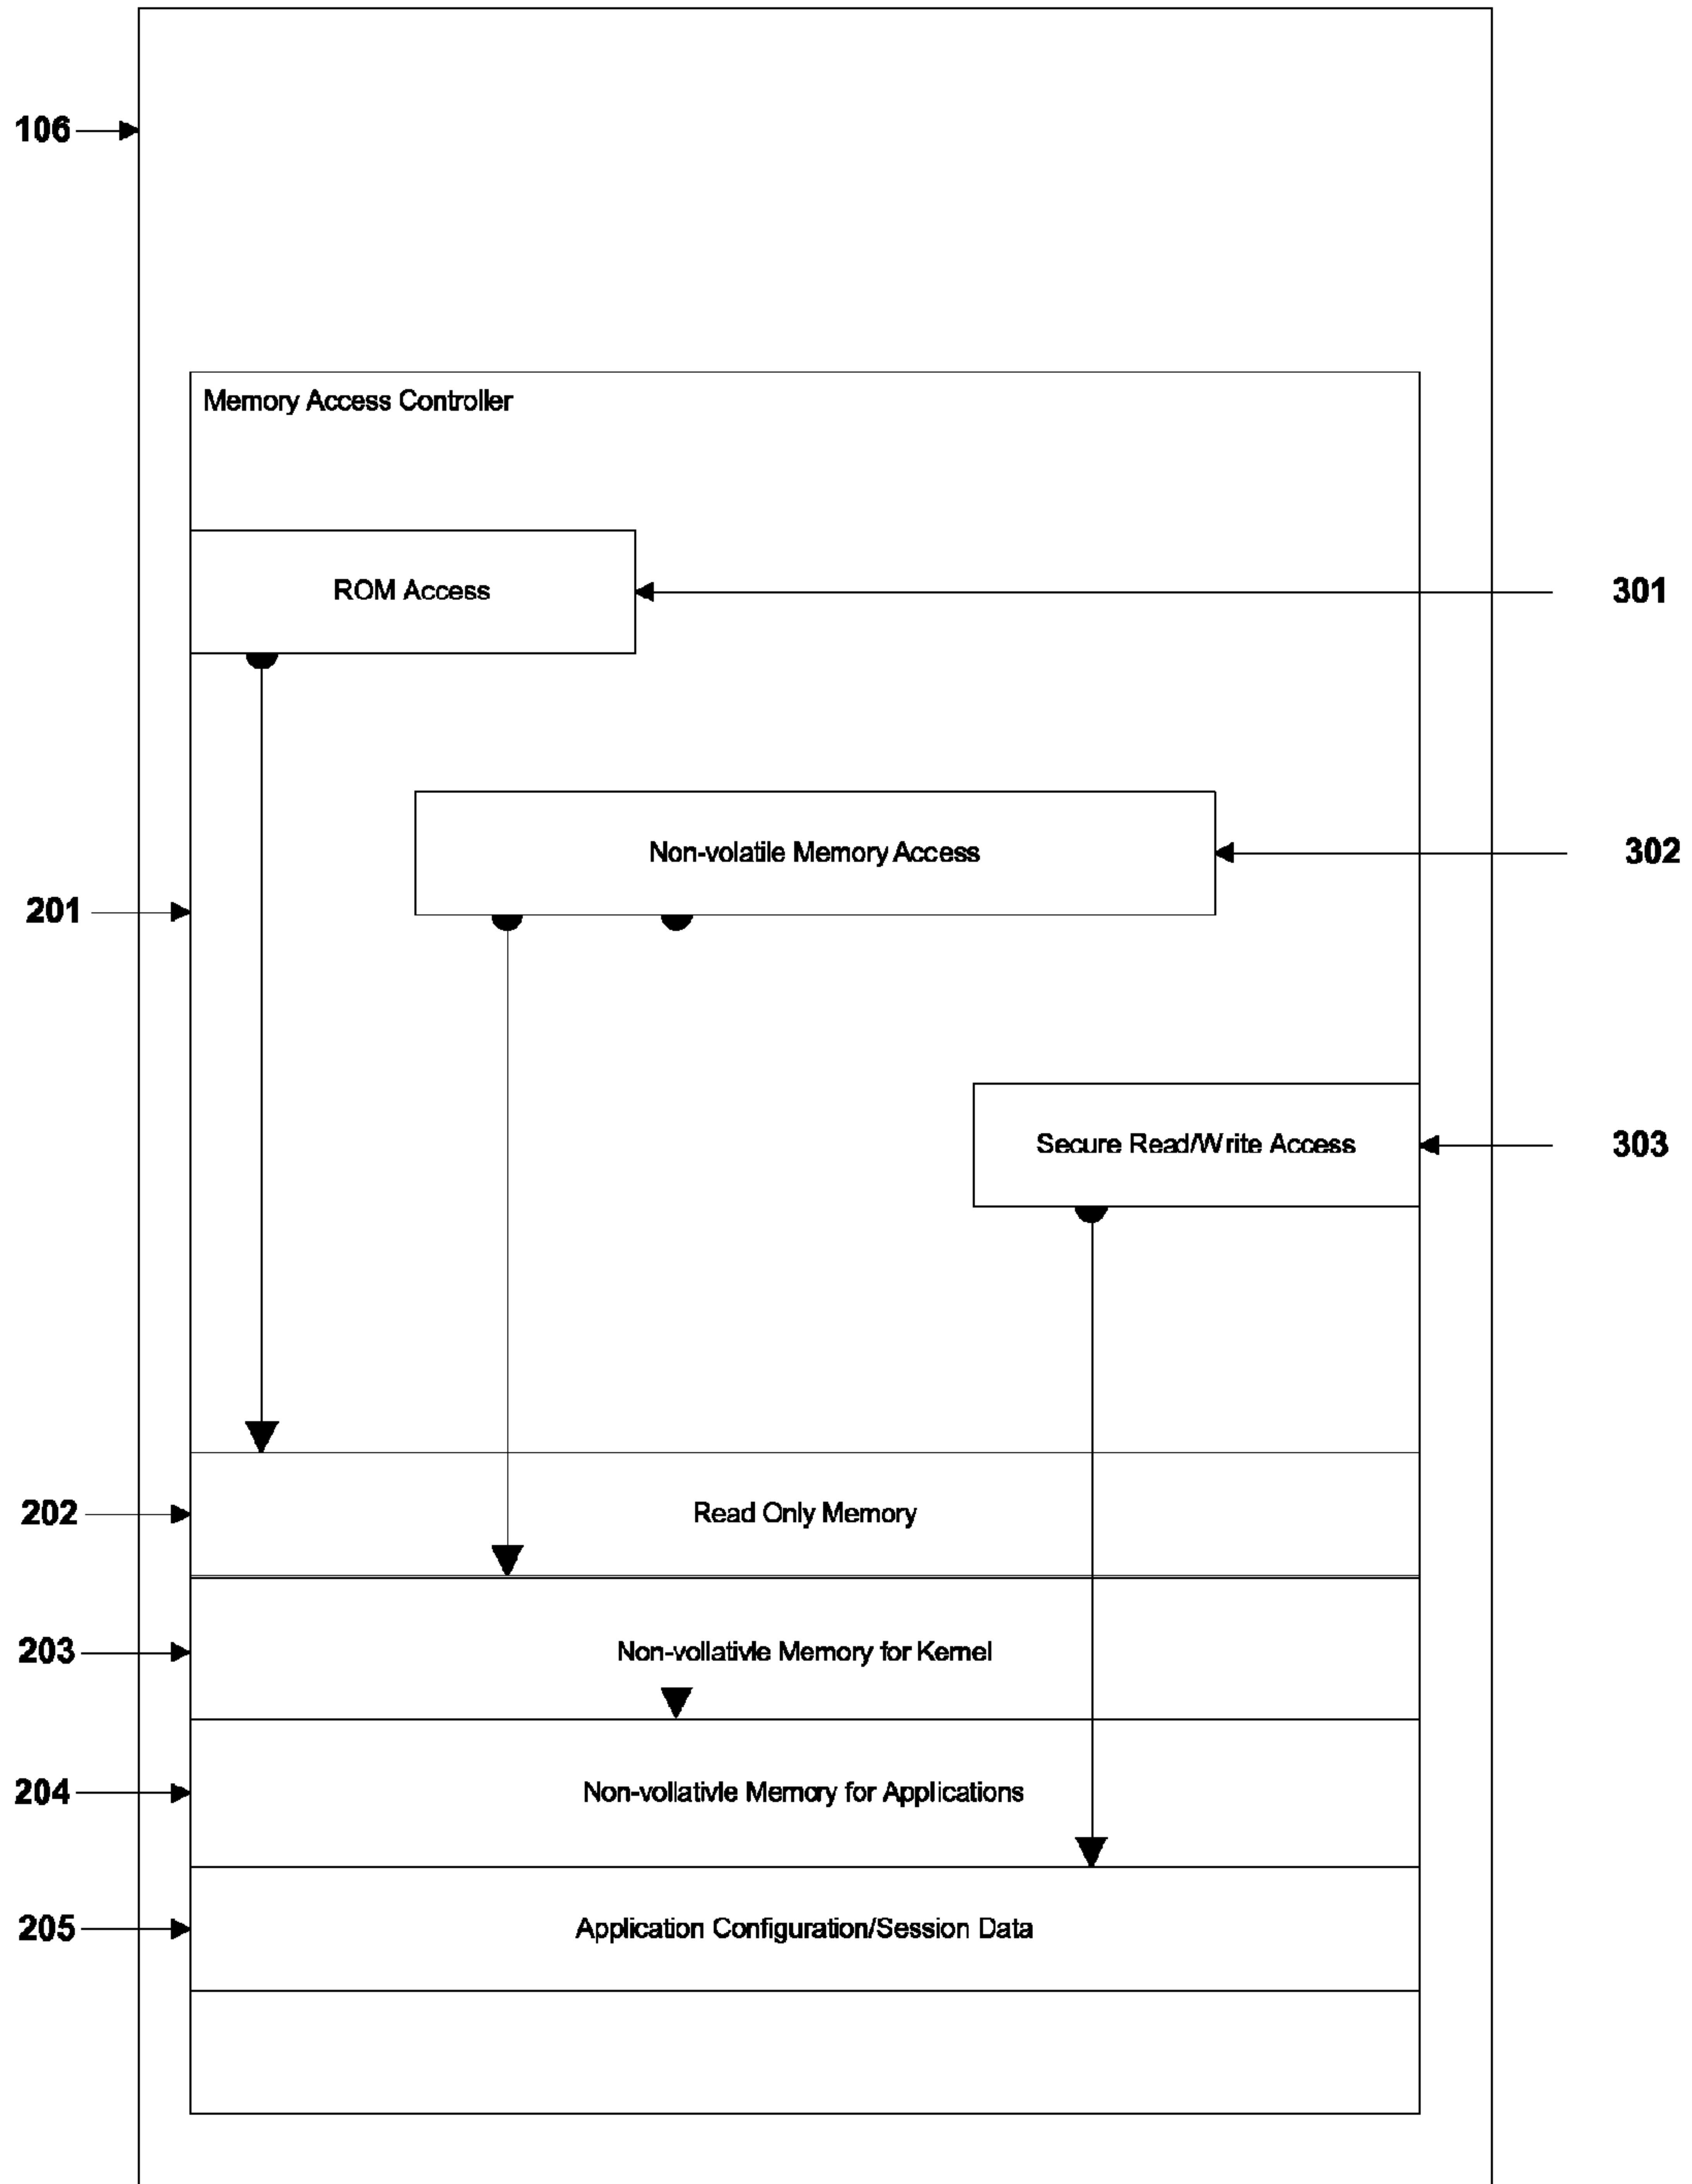 106
Memory Access Controller
ROM Access
301
Non-volatile Memory Access
302
201
Secure Read/Write Access
303
202
Read Only Memory
203
Non-vollativle Memory for Kernel
204
Non-vollativle Memory for Applications
205
Application Configuration/Session Data